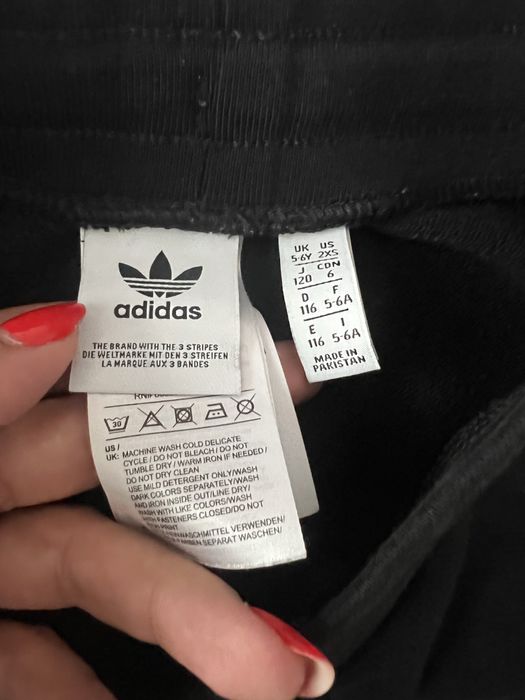 adidas
THE BRAND WITH THE 3 STRIPES
DIE WELTMARKE MIT DEN 3 STREIFEN
LA MARQUE AUX 3 BANDES
UK US
5-6Y 2XS
J CDN
120 6
D F
116 5-6A
E I
116 5-6A
MADE IN
PAKISTAN
30
US /
UK: MACHINE WASH COLD DELICATE
CYCLE / DO NOT BLEACH / DO NOT
TUMBLE DRY / WARM IRON IF NEEDED /
DO NOT DRY CLEAN
USE MILD DETERGENT ONLY/WASH
DARK COLORS SEPARATELY/WASH
AND IRON INSIDE OUT/LINE DRY/
WASH WITH LIKE COLORS/WASH
WITH FASTENERS CLOSED/DO NOT
PRINT
WASCHMITTEL VERWENDEN/
SEPARAT WASCHEN/